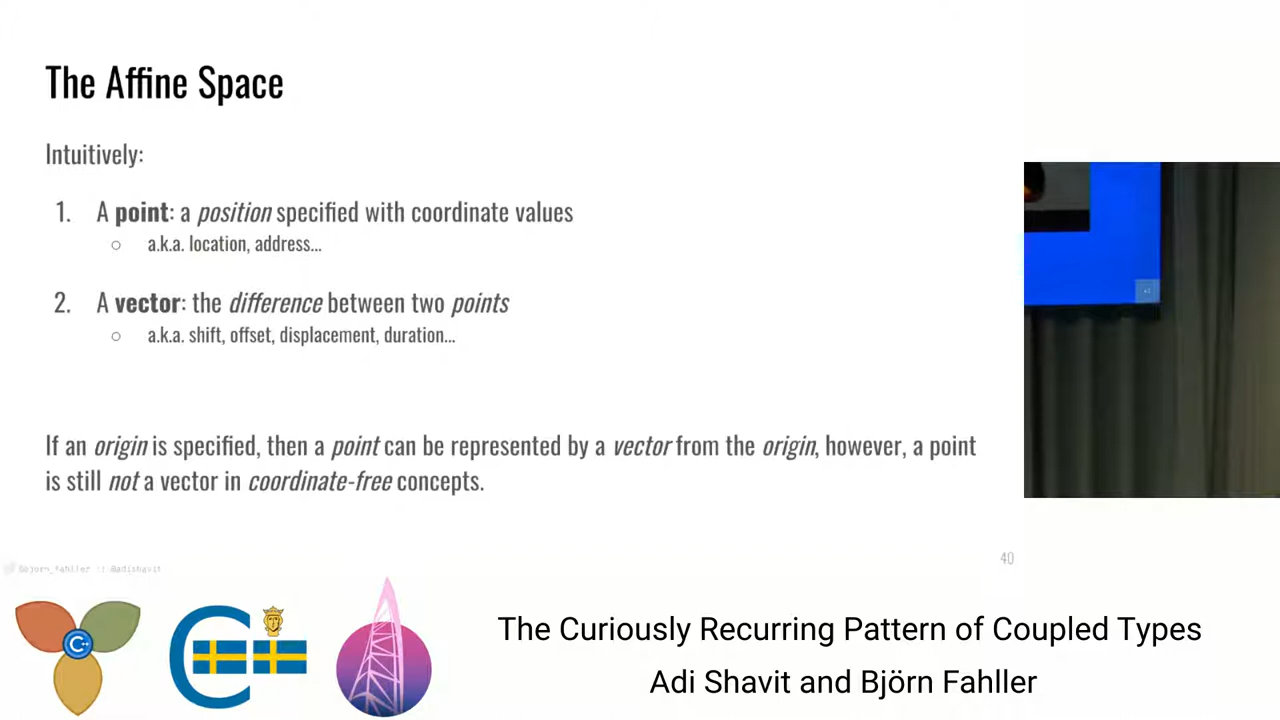 The Affine Space
Intuitively:
1. A point: a position specified with coordinate values
○ a.k.a. location, address...
2. A vector: the difference between two points
○ a.k.a. shift, offset, displacement, duration...
If an origin is specified, then a point can be represented by a vector from the origin, however, a point
is still not a vector in coordinate-free concepts.
40
@bjorn_fahller :: @adishavit
C++
The Curiously Recurring Pattern of Coupled Types
Adi Shavit and Björn Fahller